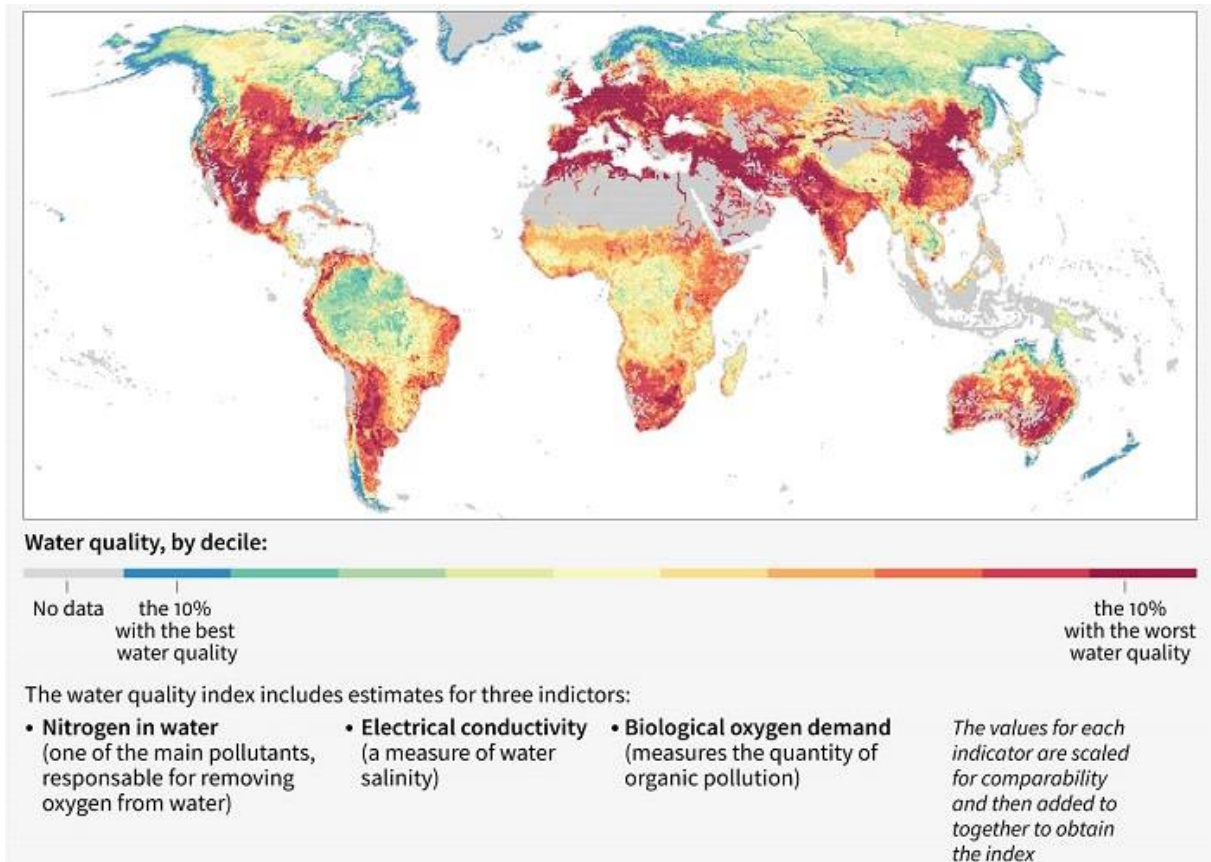 Water quality, by decile:
No data
the 10%
with the best
water quality
the 10%
with the worst
water quality
The water quality index includes estimates for three indictors:
• Nitrogen in water
(one of the main pollutants,
responsable for removing
oxygen from water)
• Electrical conductivity
(a measure of water
salinity)
• Biological oxygen demand
(measures the quantity of
organic pollution)
The values for each
indicator are scaled
for comparability
and then added to
together to obtain
the index